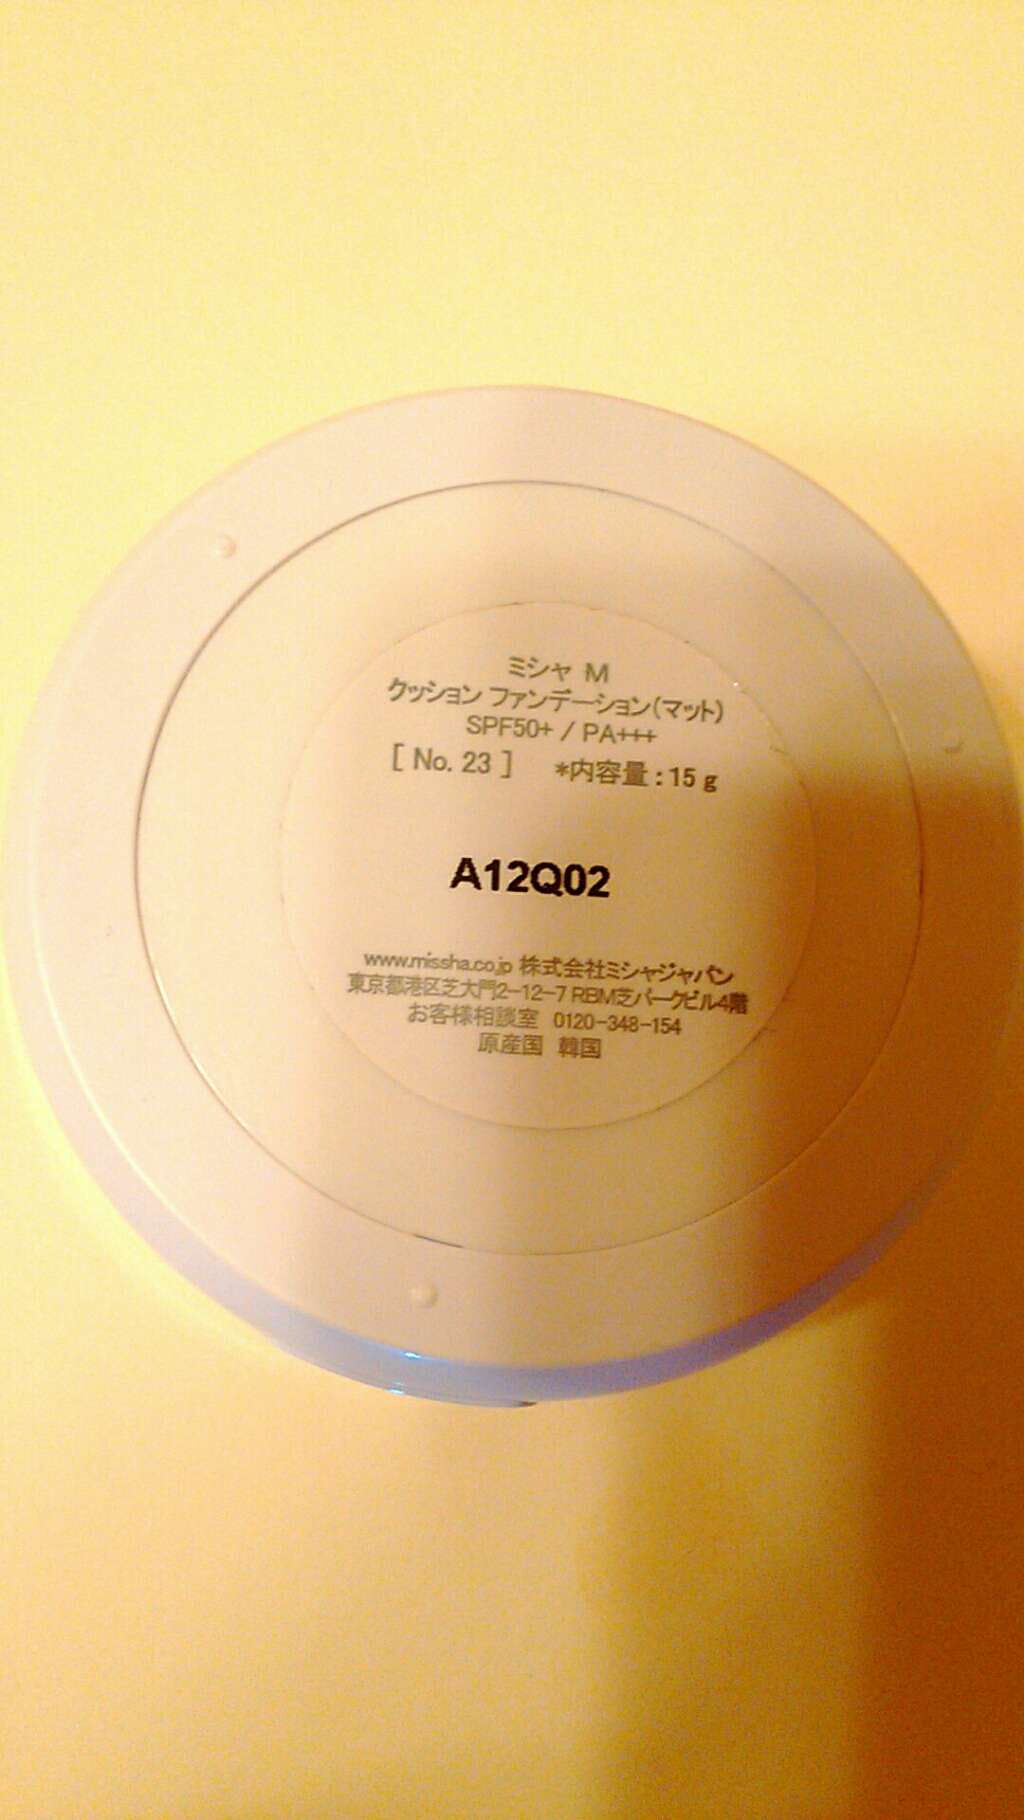 ミシャ M
クッション ファンデーション(マット)
SPF50+ / PA+++
[ No. 23 ] *内容量 : 15 g
A12Q02
www.missha.co.jp 株式会社ミシャジャパン
東京都港区芝大門2-12-7 RBM芝パークビル4階
お客様相談室 0120-348-154
原産国 韓国